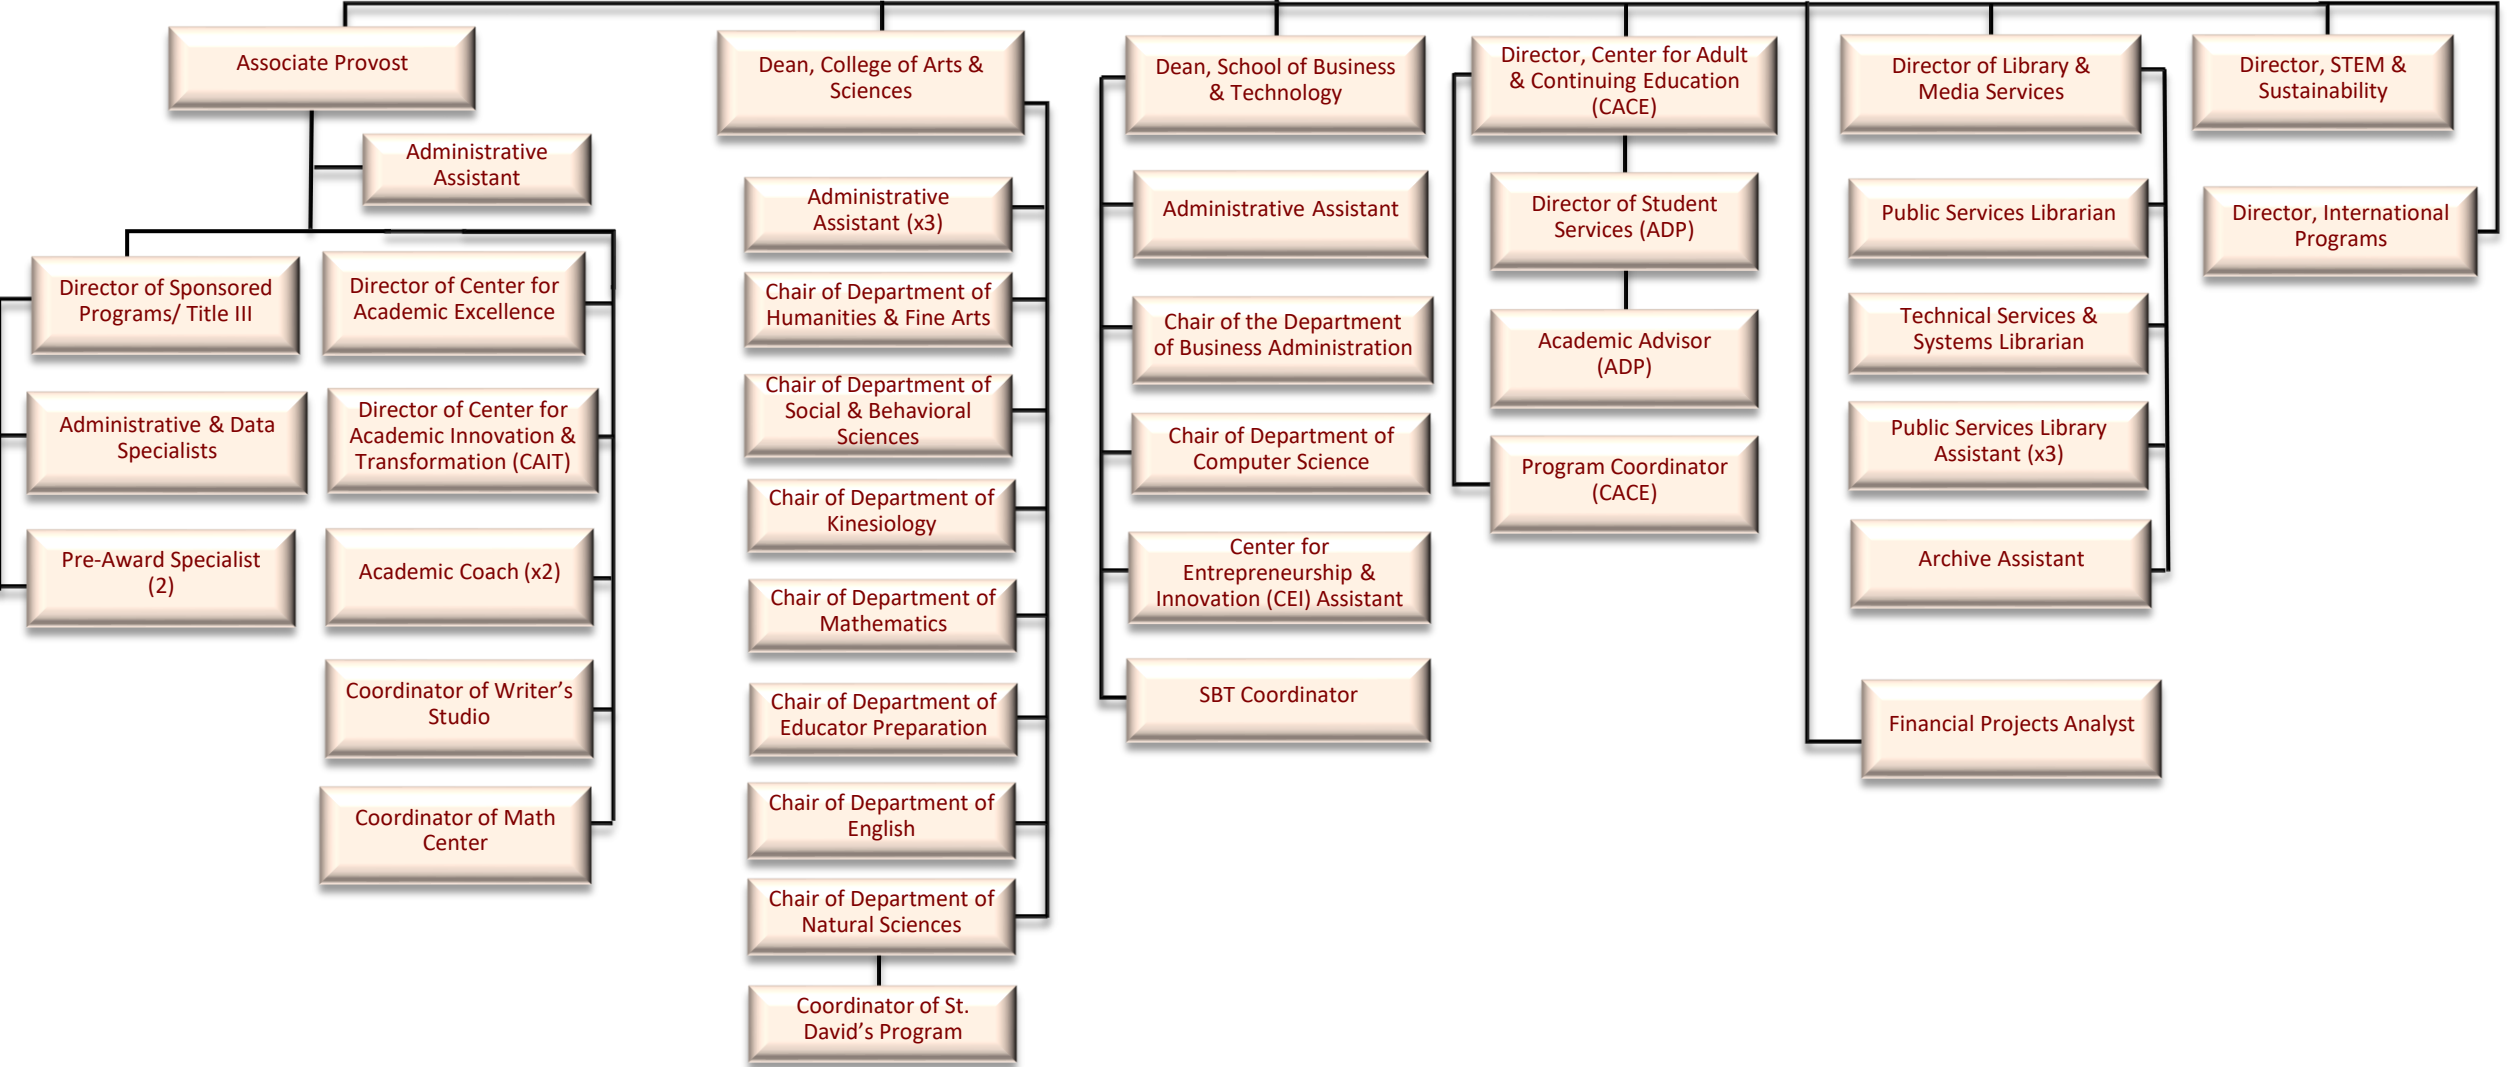 Associate Provost
Administrative
Assistant
Director of Sponsored
Programs/ Title III
Administrative & Data
Specialists
Pre-Award Specialist
(2)
Director of Center for
Academic Excellence
Director of Center for
Academic Innovation &
Transformation (CAIT)
Academic Coach (x2)
Coordinator of Writer’s
Studio
Coordinator of Math
Center
Dean, College of Arts &
Sciences
Administrative
Assistant (x3)
Chair of Department of
Humanities & Fine Arts
Chair of Department of
Social & Behavioral
Sciences
Chair of Department of
Kinesiology
Chair of Department of
Mathematics
Chair of Department of
Educator Preparation
Chair of Department of
English
Chair of Department of
Natural Sciences
Coordinator of St.
David’s Program
Dean, School of Business
& Technology
Administrative Assistant
Chair of the Department
of Business Administration
Chair of Department of
Computer Science
Center for
Entrepreneurship &
Innovation (CEI) Assistant
SBT Coordinator
Director, Center for Adult
& Continuing Education
(CACE)
Director of Student
Services (ADP)
Academic Advisor
(ADP)
Program Coordinator
(CACE)
Director of Library &
Media Services
Public Services Librarian
Technical Services &
Systems Librarian
Public Services Library
Assistant (x3)
Archive Assistant
Financial Projects Analyst
Director, STEM &
Sustainability
Director, International
Programs